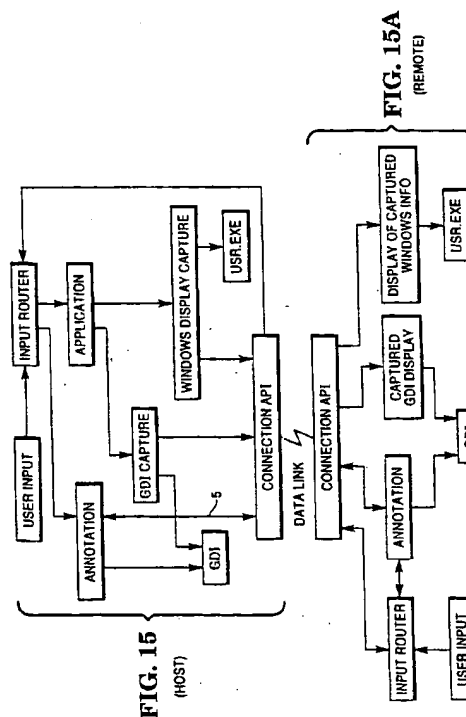 FIG. 15
(HOST)
USER INPUT
INPUT ROUTER
ANNOTATION
APPLICATION
GDI CAPTURE
WINDOWS DISPLAY CAPTURE
GDI
USR.EXE
5
CONNECTION API
DATA LINK
FIG. 15A
(REMOTE)
CONNECTION API
INPUT ROUTER
ANNOTATION
CAPTURED
GDI DISPLAY
DISPLAY OF CAPTURED
WINDOWS INFO
USER INPUT
GDI
USR.EXE